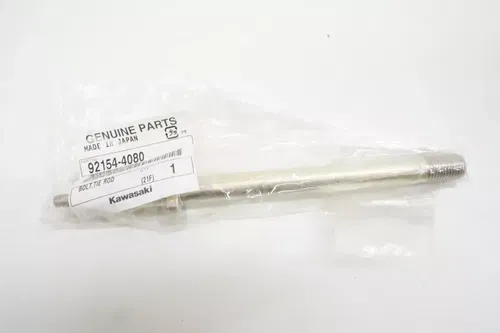 GENUINE PARTS
MADE IN JAPAN
92154-4080
BOLT,TIE ROD
(21F)
1
Kawasaki